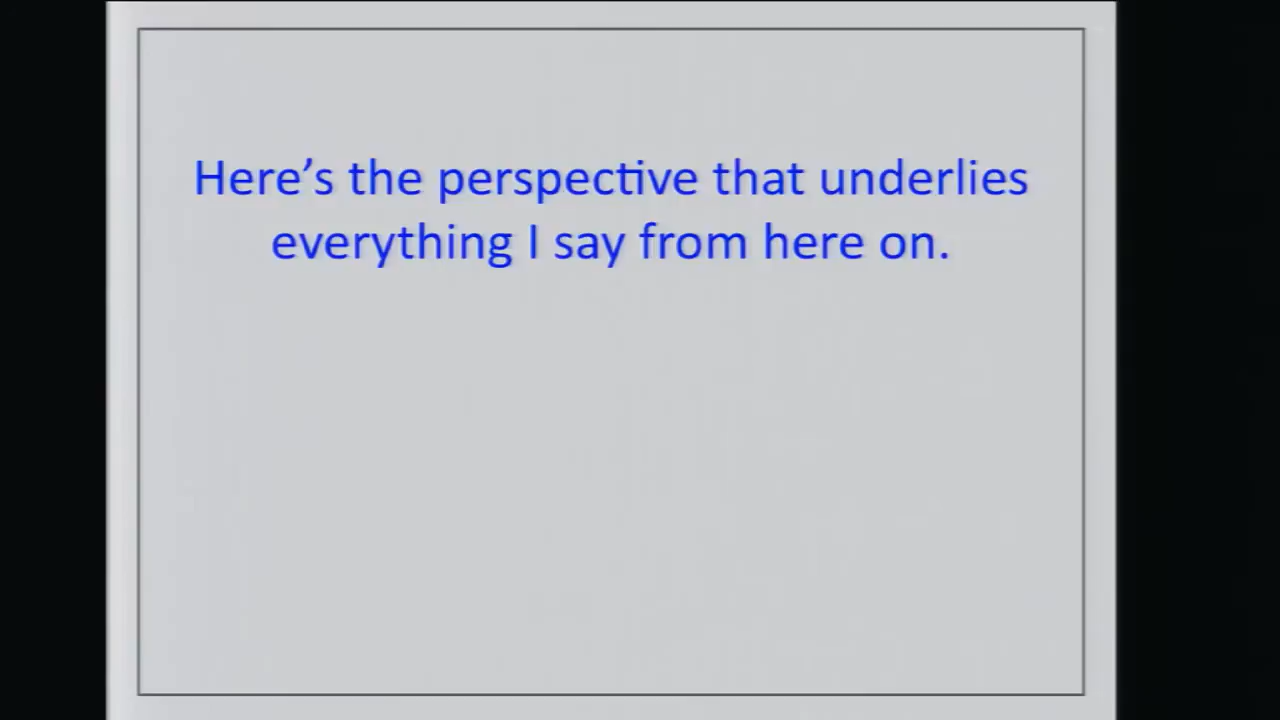 Here’s the perspective that underlies
everything I say from here on.